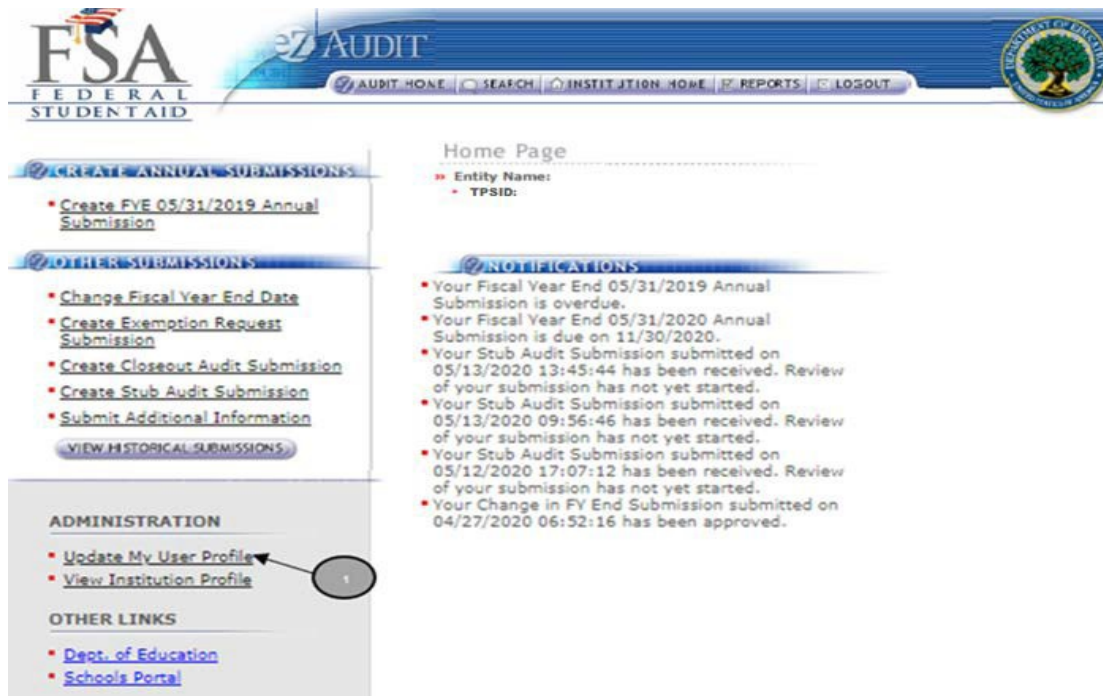 FSA
FEDERAL
STUDENT AID
eZ AUDIT
AUDIT HOME SEARCH INSTITUTION HOME REPORTS LOGOUT
CREATE ANNUAL SUBMISSIONS
Create FYE 05/31/2019 Annual
Submission
OTHER SUBMISSIONS
Change Fiscal Year End Date
Create Exemption Request
Submission
Create Closeout Audit Submission
Create Stub Audit Submission
Submit Additional Information
VIEW HISTORICAL SUBMISSIONS
ADMINISTRATION
Update My User Profile
1
View Institution Profile
OTHER LINKS
Dept. of Education
Schools Portal
Home Page
Entity Name:
TPSID:
NOTIFICATIONS
Your Fiscal Year End 05/31/2019 Annual
Submission is overdue.
Your Fiscal Year End 05/31/2020 Annual
Submission is due on 11/30/2020.
Your Stub Audit Submission submitted on
05/13/2020 13:45:44 has been received. Review
of your submission has not yet started.
Your Stub Audit Submission submitted on
05/13/2020 09:56:46 has been received. Review
of your submission has not yet started.
Your Stub Audit Submission submitted on
05/12/2020 17:07:12 has been received. Review
of your submission has not yet started.
Your Change in FY End Submission submitted on
04/27/2020 06:52:16 has been approved.